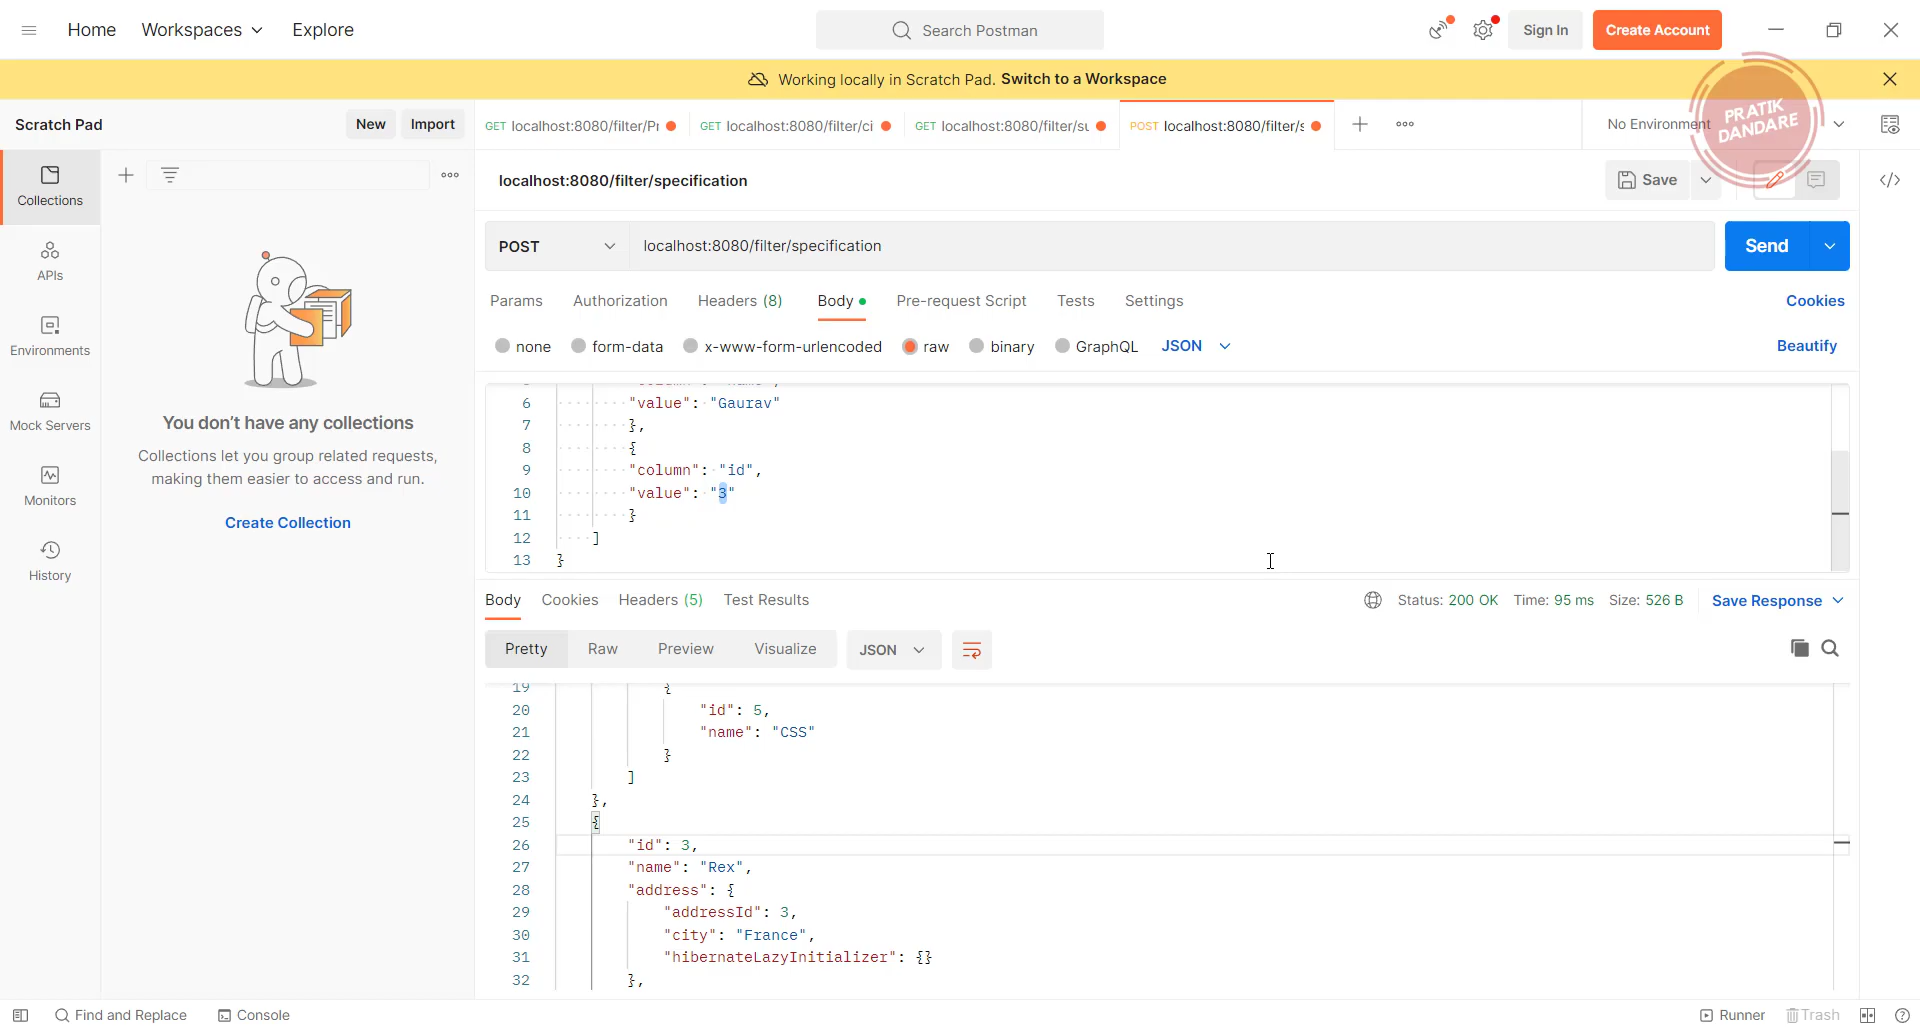 Home Workspaces Explore
Search Postman
Sign In Create Account
Working locally in Scratch Pad. Switch to a Workspace
PRATIK
DANDARE
Scratch Pad New Import
GET localhost:8080/filter/Pr GET localhost:8080/filter/ci GET localhost:8080/filter/su POST localhost:8080/filter/s
No Environment
Collections
APIs
Environments
Mock Servers
Monitors
History
You don't have any collections
Collections let you group related requests,
making them easier to access and run.
Create Collection
localhost:8080/filter/specification
Save
POST localhost:8080/filter/specification
Send
Params Authorization Headers (8) Body Pre-request Script Tests Settings Cookies
none form-data x-www-form-urlencoded raw binary GraphQL JSON Beautify
6 "value": "Gaurav"
7 },
8 {
9 "column": "id",
10 "value": "3"
11 }
12 ]
13 }
Body Cookies Headers (5) Test Results Status: 200 OK Time: 95 ms Size: 526 B Save Response
Pretty Raw Preview Visualize JSON
19 {
20 "id": 5,
21 "name": "CSS"
22 }
23 ]
24 },
25 {
26 "id": 3,
27 "name": "Rex",
28 "address": {
29 "addressId": 3,
30 "city": "France",
31 "hibernateLazyInitializer": {}
32 },
Find and Replace Console Runner Trash